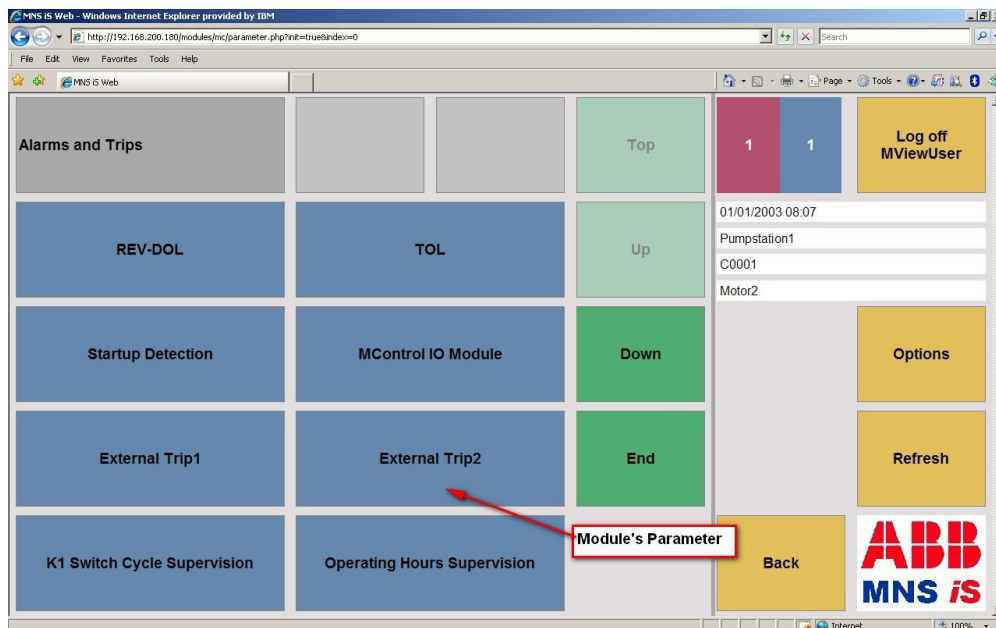 MNS iS Web - Windows Internet Explorer provided by IBM
http://192.168.200.180/modules/mc/parameter.php?init=true&index=0
Search
File Edit View Favorites Tools Help
MNS iS Web
Page
Tools
Alarms and Trips
Top
1
1
Log off
MViewUser
01/01/2003 08:07
Pumpstation1
C0001
Motor2
REV-DOL
TOL
Up
Startup Detection
MControl IO Module
Down
Options
External Trip1
External Trip2
End
Refresh
Module's Parameter
K1 Switch Cycle Supervision
Operating Hours Supervision
Back
ABB
MNS iS
Internet
100%